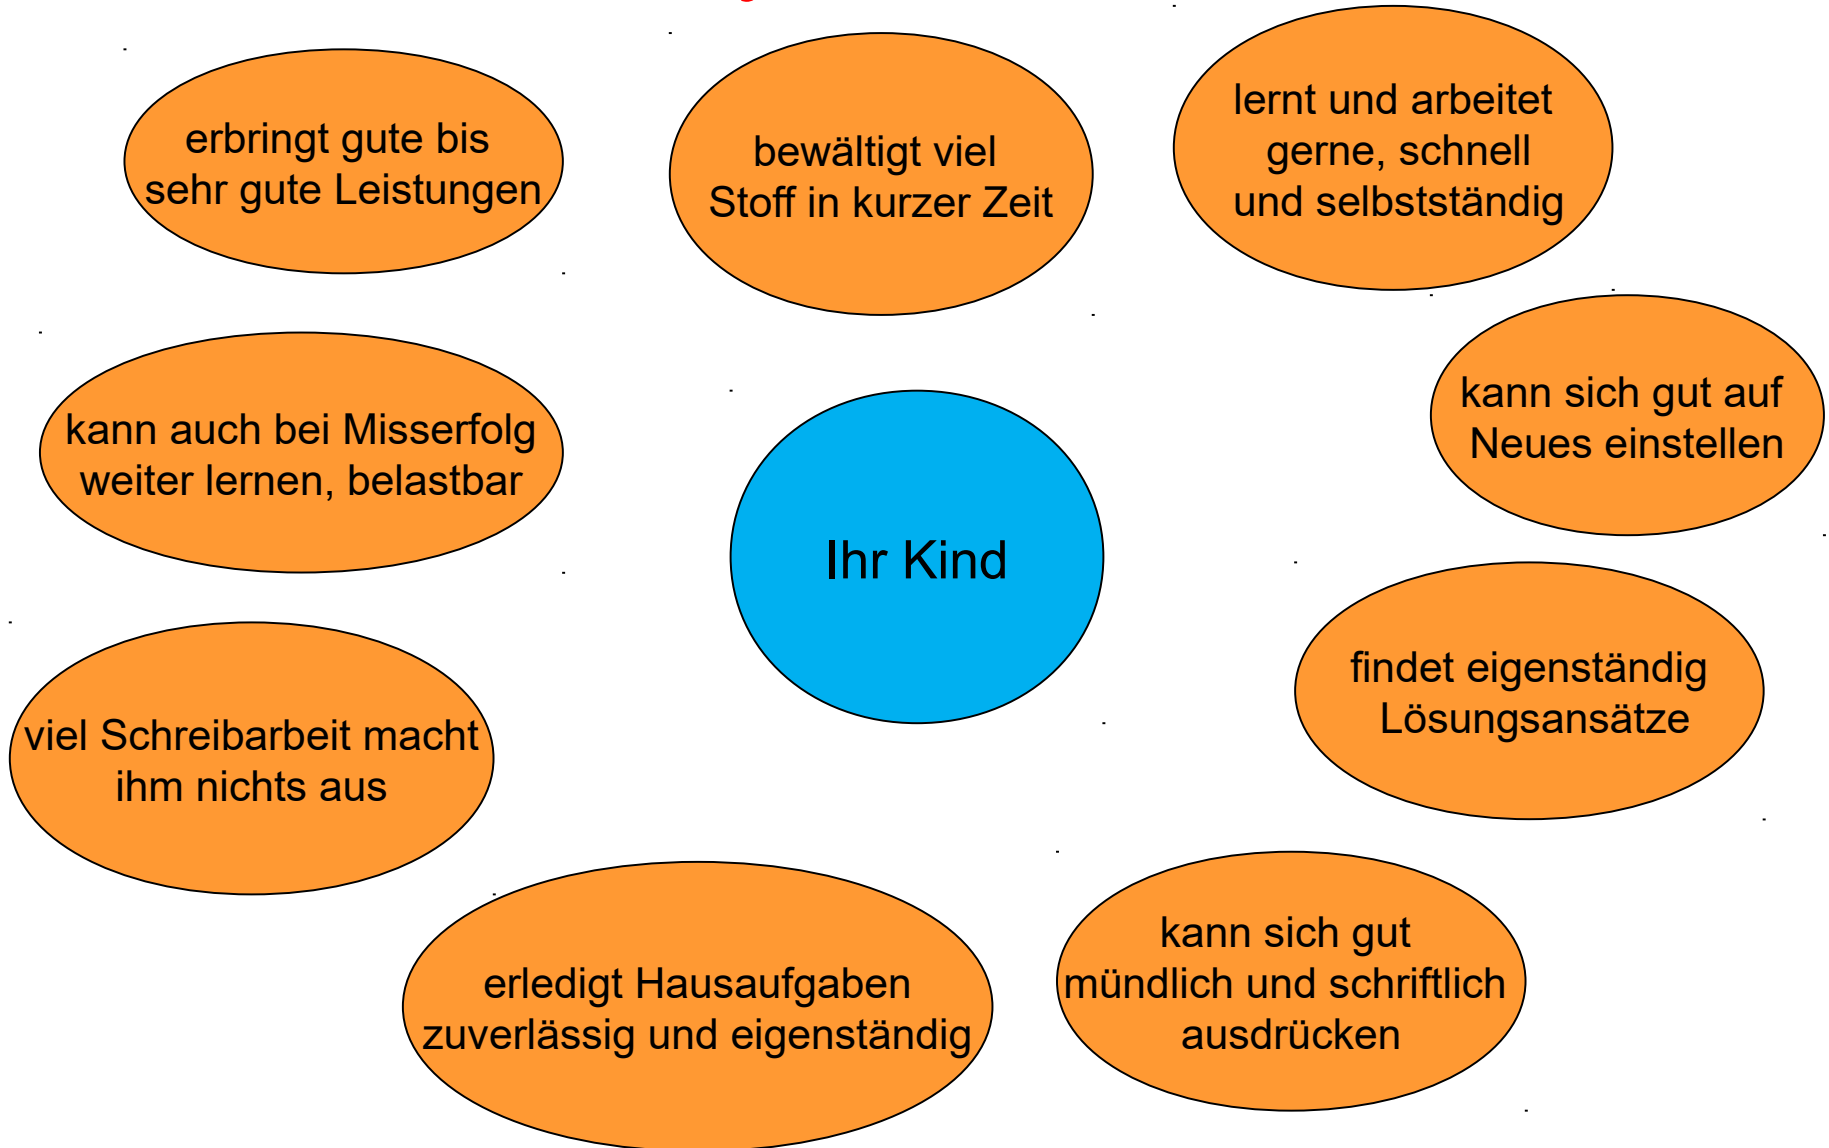 erbringt gute bis
sehr gute Leistungen
bewältigt viel
Stoff in kurzer Zeit
lernt und arbeitet
gerne, schnell
und selbstständig
kann auch bei Misserfolg
weiter lernen, belastbar
kann sich gut auf
Neues einstellen
Ihr Kind
viel Schreibarbeit macht
ihm nichts aus
findet eigenständig
Lösungsansätze
erledigt Hausaufgaben
zuverlässig und eigenständig
kann sich gut
mündlich und schriftlich
ausdrücken